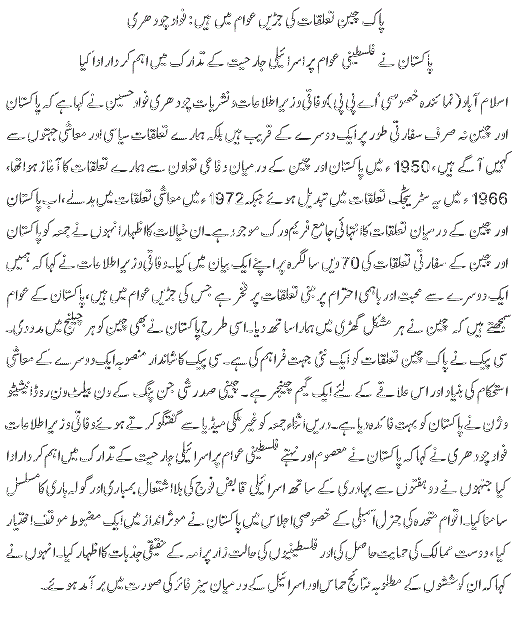 پاک چین تعلقات کی جڑیں عوام میں ہیں: فواد چودھری
پاکستان نے فلسطینی عوام پر اسرائیلی جارحیت کے تدارک میں اہم کردار ادا کیا
اسلام آباد (نمائندہ خصوصی، اے پی پی) وفاقی وزیر اطلاعات و نشریات چودھری فواد حسین نے کہا ہے کہ پاکستان
اور چین نہ صرف سفارتی طور پر ایک دوسرے کے قریب ہیں بلکہ ہمارے تعلقات سیاسی اور معاشی جہتوں سے
کہیں آگے ہیں، 1950ء میں پاکستان اور چین کے درمیان دفاعی تعاون سے ہمارے تعلقات کا آغاز ہوا تھا،
1966ء میں یہ سٹریٹجک تعلقات میں تبدیل ہوئے جبکہ 1972ء میں معاشی تعلقات میں بدلے، اب پاکستان
اور چین کے درمیان تعلقات کا انتہائی جامع فریم ورک موجود ہے۔ ان خیالات کا اظہار انہوں نے جمعہ کو پاکستان
اور چین کے سفارتی تعلقات کی 70ویں سالگرہ پر اپنے ایک بیان میں کیا۔ وفاقی وزیر اطلاعات نے کہا کہ ہمیں
ایک دوسرے سے محبت اور باہمی احترام پر مبنی تعلقات پر فخر ہے جس کی جڑیں عوام میں ہیں، پاکستان کے عوام
سمجھتے ہیں کہ چین نے ہر مشکل گھڑی میں ہمارا ساتھ دیا۔ اسی طرح پاکستان نے بھی چین کو ہر چیلنج میں مدد دی۔
سی پیک نے پاک چین تعلقات کو ایک نئی جہت فراہم کی ہے۔ سی پیک کا شاندار منصوبہ ایک دوسرے کے معاشی
استحکام کی بنیاد اور اس علاقے کے لئے ایک گیم چینجر ہے۔ چینی صدر شی جن پنگ کے ون بیلٹ ون روڈ انیشیٹو
وژن نے پاکستان کو بہت فائدہ دیا ہے۔ دریں اثناء جمعہ کو غیر ملکی میڈیا سے گفتگو کرتے ہوئے وفاقی وزیر اطلاعات
فواد چودھری نے کہا کہ پاکستان نے معصوم اور نہتے فلسطینی عوام پر اسرائیلی جارحیت کے تدارک میں اہم کردار ادا
کیا جنہوں نے دو ہفتوں سے بہادری کے ساتھ اسرائیلی قابض فوج کی بلا اشتعال بمباری اور گولہ باری کا مسلسل
سامنا کیا۔ اقوام متحدہ کی جنرل اسمبلی کے خصوصی اجلاس میں پاکستان نے موثر انداز میں ایک مضبوط موقف اختیار
کیا، دوست ممالک کی حمایت حاصل کی اور فلسطینیوں کی حالت زار پر امہ کے حقیقی جذبات کا اظہار کیا۔ انہوں نے
کہا کہ ان کوششوں کے مطلوبہ نتائج حماس اور اسرائیل کے درمیان سیز فائر کی صورت میں برآمد ہوئے۔